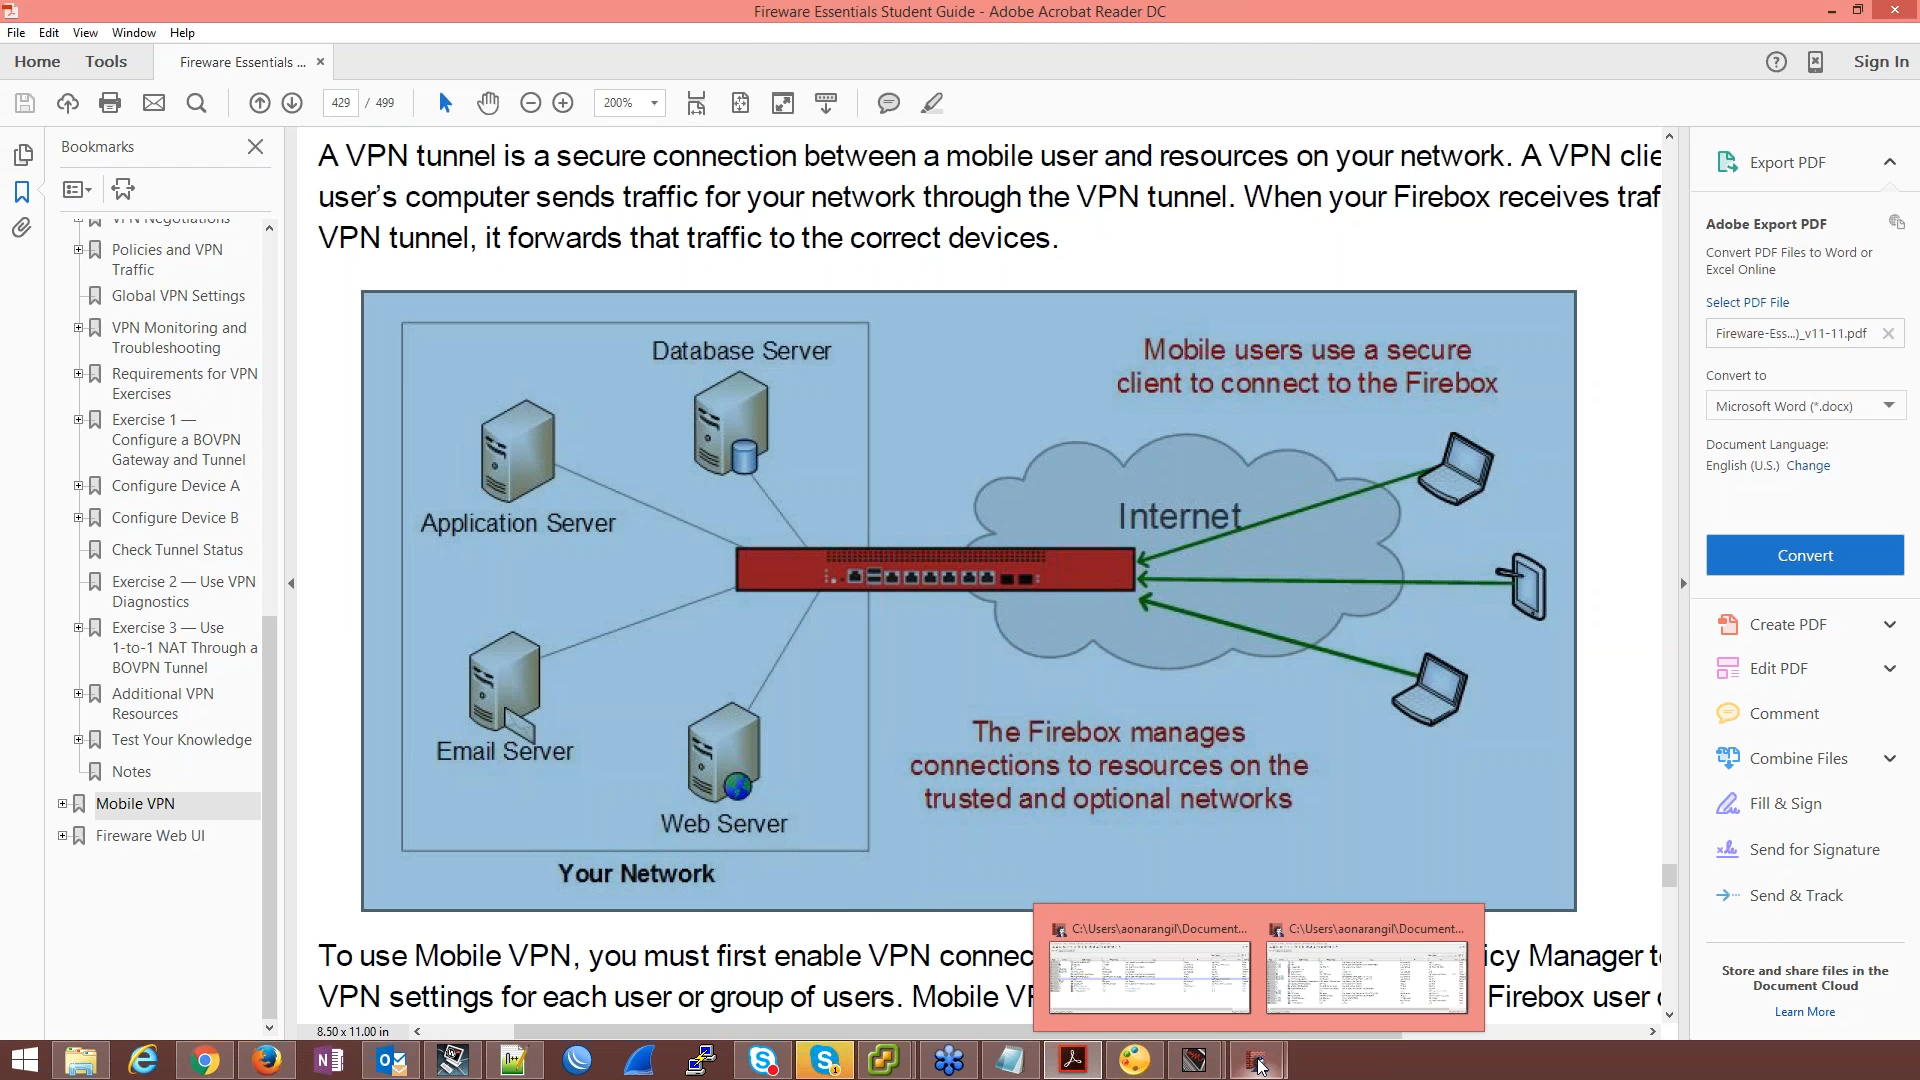 Fireware Essentials Student Guide - Adobe Acrobat Reader DC
File Edit View Window Help
Home Tools Fireware Essentials ... × Sign In
429 / 499 200%
Bookmarks
VPN Negotiations
Policies and VPN
Traffic
Global VPN Settings
VPN Monitoring and
Troubleshooting
Requirements for VPN
Exercises
Exercise 1 —
Configure a BOVPN
Gateway and Tunnel
Configure Device A
Configure Device B
Check Tunnel Status
Exercise 2 — Use VPN
Diagnostics
Exercise 3 — Use
1-to-1 NAT Through a
BOVPN Tunnel
Additional VPN
Resources
Test Your Knowledge
Notes
Mobile VPN
Fireware Web UI
A VPN tunnel is a secure connection between a mobile user and resources on your network. A VPN clie
user's computer sends traffic for your network through the VPN tunnel. When your Firebox receives traf
VPN tunnel, it forwards that traffic to the correct devices.
Database Server
Application Server
Email Server
Web Server
Your Network
Internet
Mobile users use a secure
client to connect to the Firebox
The Firebox manages
connections to resources on the
trusted and optional networks
To use Mobile VPN, you must first enable VPN connec
icy Manager t
VPN settings for each user or group of users. Mobile V
Firebox user
C:\Users\aonarangil\Document...
C:\Users\aonarangil\Document...
8.50 x 11.00 in
Export PDF
Adobe Export PDF
Convert PDF Files to Word or
Excel Online
Select PDF File
Fireware-Ess...)_v11-11.pdf
Convert to
Microsoft Word (*.docx)
Document Language:
English (U.S.) Change
Convert
Create PDF
Edit PDF
Comment
Combine Files
Fill & Sign
Send for Signature
Send & Track
Store and share files in the
Document Cloud
Learn More